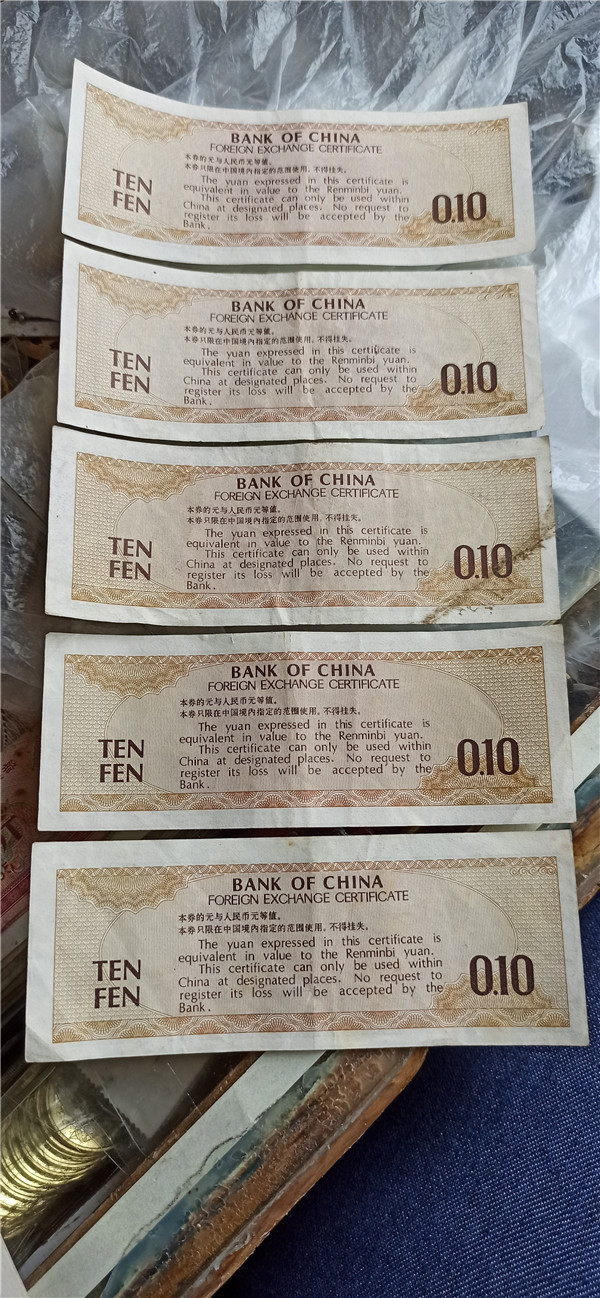 BANK OF CHINA
FOREIGN EXCHANGE CERTIFICATE
本券的元与人民币元等值。
本券只限在中国境内指定的范围使用，不得挂失。
The yuan expressed in this certificate is
equivalent in value to the Renminbi yuan.
This certificate can only be used within
China at designated places. No request to
register its loss will be accepted by the
Bank.
TEN
FEN
0.10
BANK OF CHINA
FOREIGN EXCHANGE CERTIFICATE
本券的元与人民币元等值。
本券只限在中国境内指定的范围使用，不得挂失。
The yuan expressed in this certificate is
equivalent in value to the Renminbi yuan.
This certificate can only be used within
China at designated places. No request to
register its loss will be accepted by the
Bank.
TEN
FEN
0.10
BANK OF CHINA
FOREIGN EXCHANGE CERTIFICATE
本券的元与人民币元等值。
本券只限在中国境内指定的范围使用，不得挂失。
The yuan expressed in this certificate is
equivalent in value to the Renminbi yuan.
This certificate can only be used within
China at designated places. No request to
register its loss will be accepted by the
Bank.
TEN
FEN
0.10
BANK OF CHINA
FOREIGN EXCHANGE CERTIFICATE
本券的元与人民币元等值。
本券只限在中国境内指定的范围使用，不得挂失。
The yuan expressed in this certificate is
equivalent in value to the Renminbi yuan.
This certificate can only be used within
China at designated places. No request to
register its loss will be accepted by the
Bank.
TEN
FEN
0.10
BANK OF CHINA
FOREIGN EXCHANGE CERTIFICATE
本券的元与人民币元等值。
本券只限在中国境内指定的范围使用，不得挂失。
The yuan expressed in this certificate is
equivalent in value to the Renminbi yuan.
This certificate can only be used within
China at designated places. No request to
register its loss will be accepted by the
Bank.
TEN
FEN
0.10